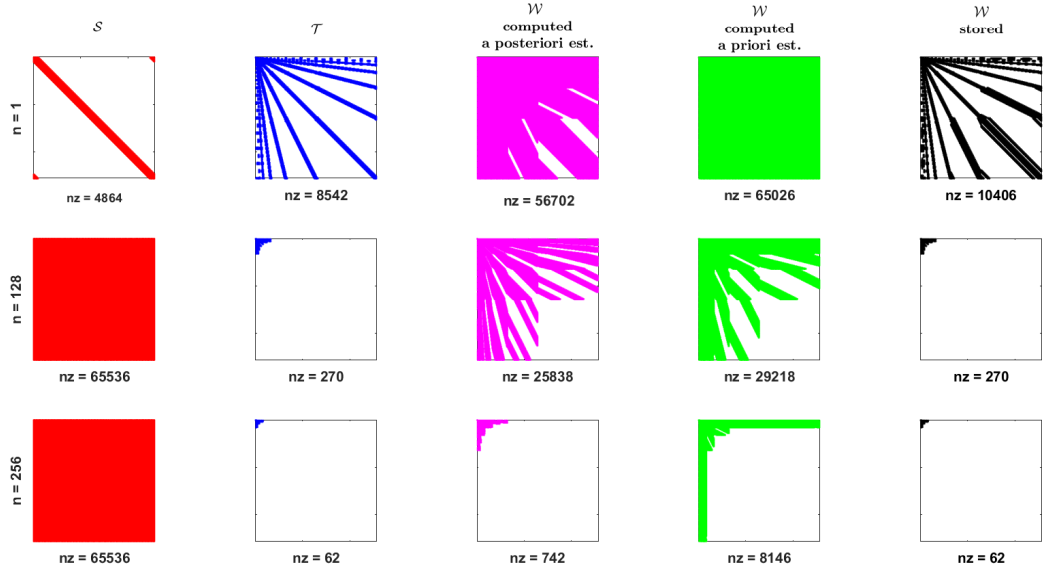 𝒮
𝒯
𝒲
computed
a posteriori est.
𝒲
computed
a priori est.
𝒲
stored
n = 1
nz = 4864
nz = 8542
nz = 56702
nz = 65026
nz = 10406
n = 128
nz = 65536
nz = 270
nz = 25838
nz = 29218
nz = 270
n = 256
nz = 65536
nz = 62
nz = 742
nz = 8146
nz = 62